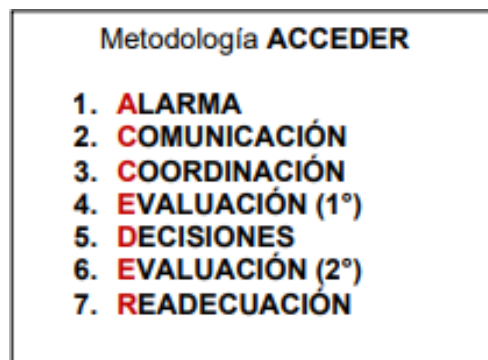 Metodología ACCEDER
1. ALARMA
2. COMUNICACIÓN
3. COORDINACIÓN
4. EVALUACIÓN (1°)
5. DECISIONES
6. EVALUACIÓN (2°)
7. READECUACIÓN